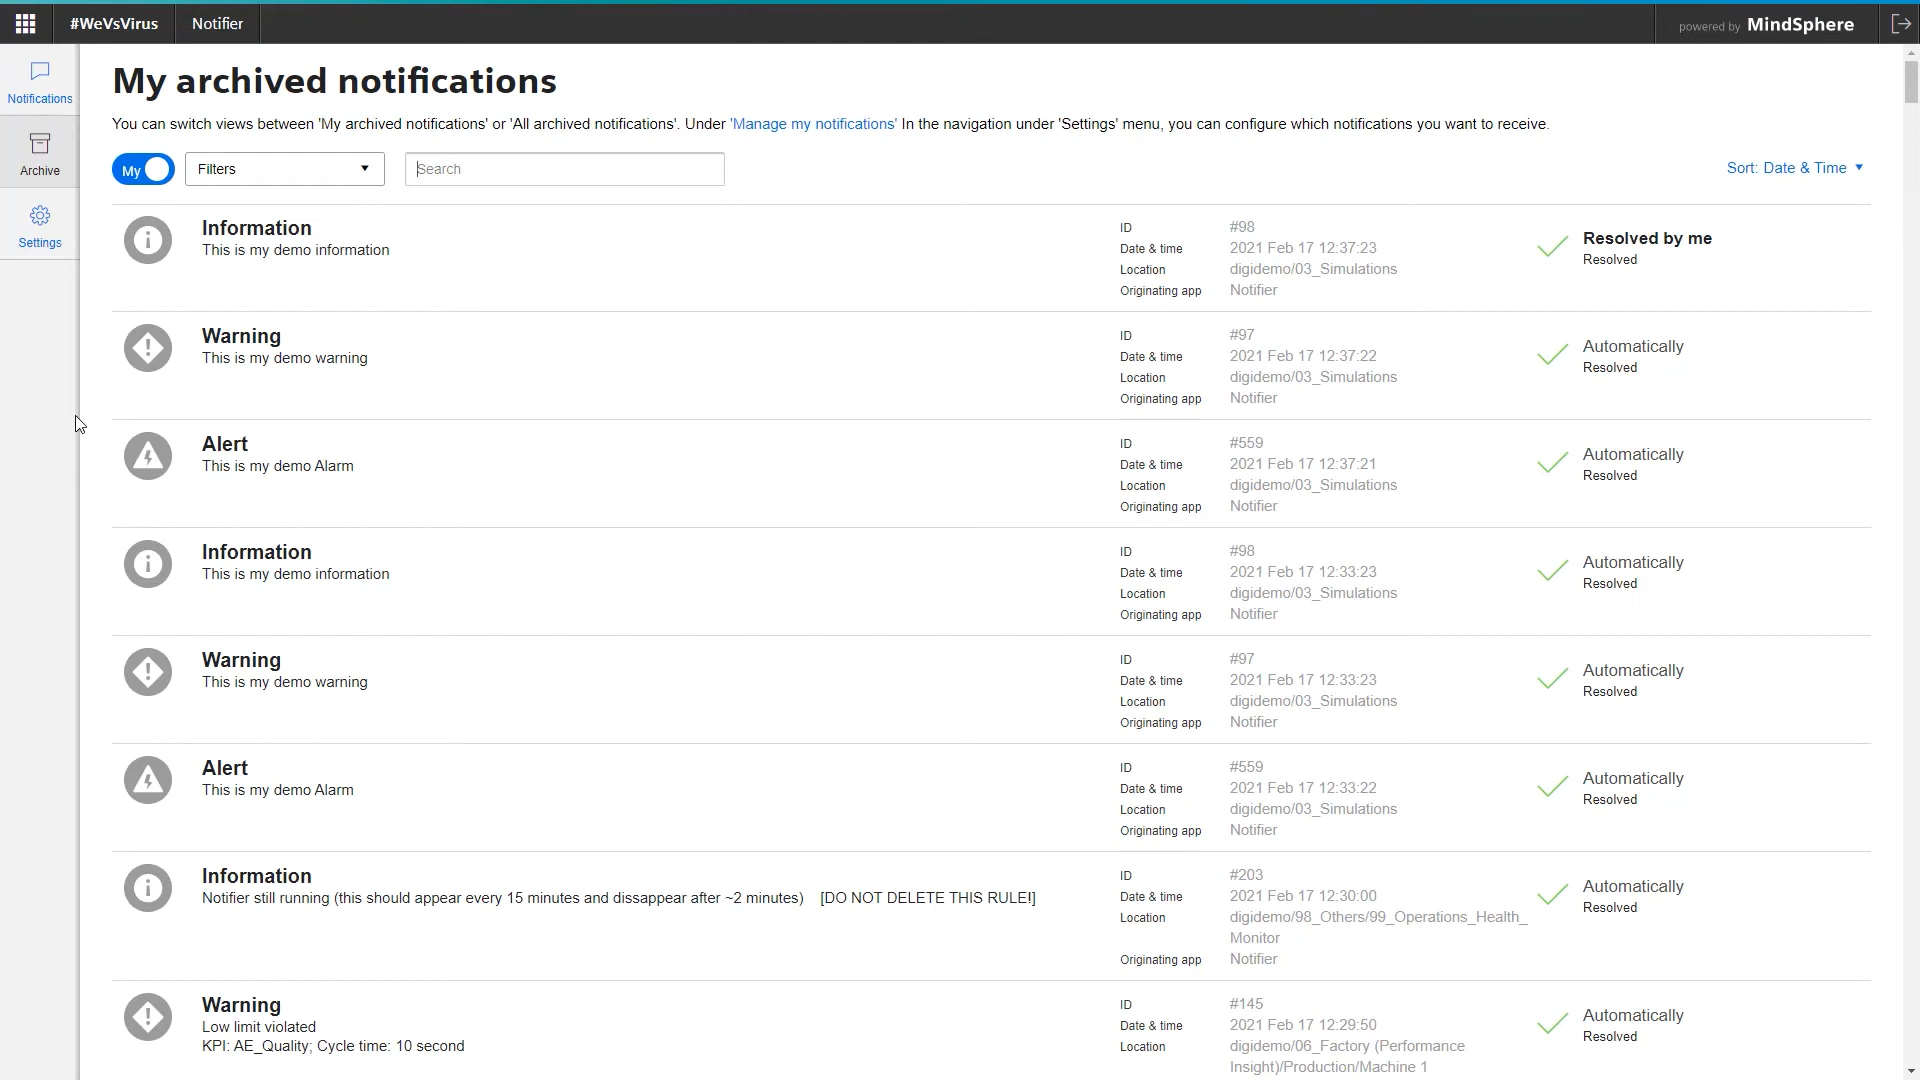 #WeVsVirus Notifier powered by MindSphere
Notifications
Archive
Settings
My archived notifications
You can switch views between 'My archived notifications' or 'All archived notifications'. Under 'Manage my notifications' In the navigation under 'Settings' menu, you can configure which notifications you want to receive.
My Filters Search Sort: Date & Time
Information
This is my demo information
ID #98
Date & time 2021 Feb 17 12:37:23
Location digidemo/03_Simulations
Originating app Notifier
Resolved by me
Resolved
Warning
This is my demo warning
ID #97
Date & time 2021 Feb 17 12:37:22
Location digidemo/03_Simulations
Originating app Notifier
Automatically
Resolved
Alert
This is my demo Alarm
ID #559
Date & time 2021 Feb 17 12:37:21
Location digidemo/03_Simulations
Originating app Notifier
Automatically
Resolved
Information
This is my demo information
ID #98
Date & time 2021 Feb 17 12:33:23
Location digidemo/03_Simulations
Originating app Notifier
Automatically
Resolved
Warning
This is my demo warning
ID #97
Date & time 2021 Feb 17 12:33:23
Location digidemo/03_Simulations
Originating app Notifier
Automatically
Resolved
Alert
This is my demo Alarm
ID #559
Date & time 2021 Feb 17 12:33:22
Location digidemo/03_Simulations
Originating app Notifier
Automatically
Resolved
Information
Notifier still running (this should appear every 15 minutes and dissappear after ~2 minutes) [DO NOT DELETE THIS RULE!]
ID #203
Date & time 2021 Feb 17 12:30:00
Location digidemo/98_Others/99_Operations_Health_
Monitor
Originating app Notifier
Automatically
Resolved
Warning
Low limit violated
KPI: AE_Quality; Cycle time: 10 second
ID #145
Date & time 2021 Feb 17 12:29:50
Location digidemo/06_Factory (Performance
Insight)/Production/Machine 1
Automatically
Resolved